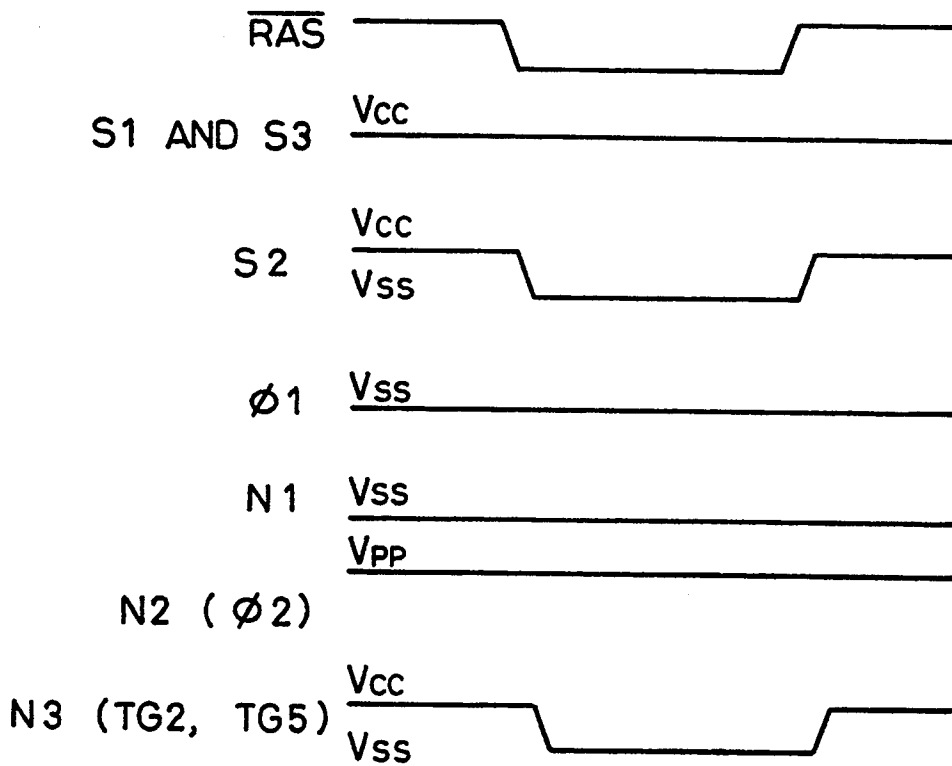 RAS
Vcc
S1 AND S3
Vcc
S2
Vss
Ø1 Vss
N1 Vss
VPP
N2 (Ø2)
Vcc
N3 (TG2, TG5)
Vss